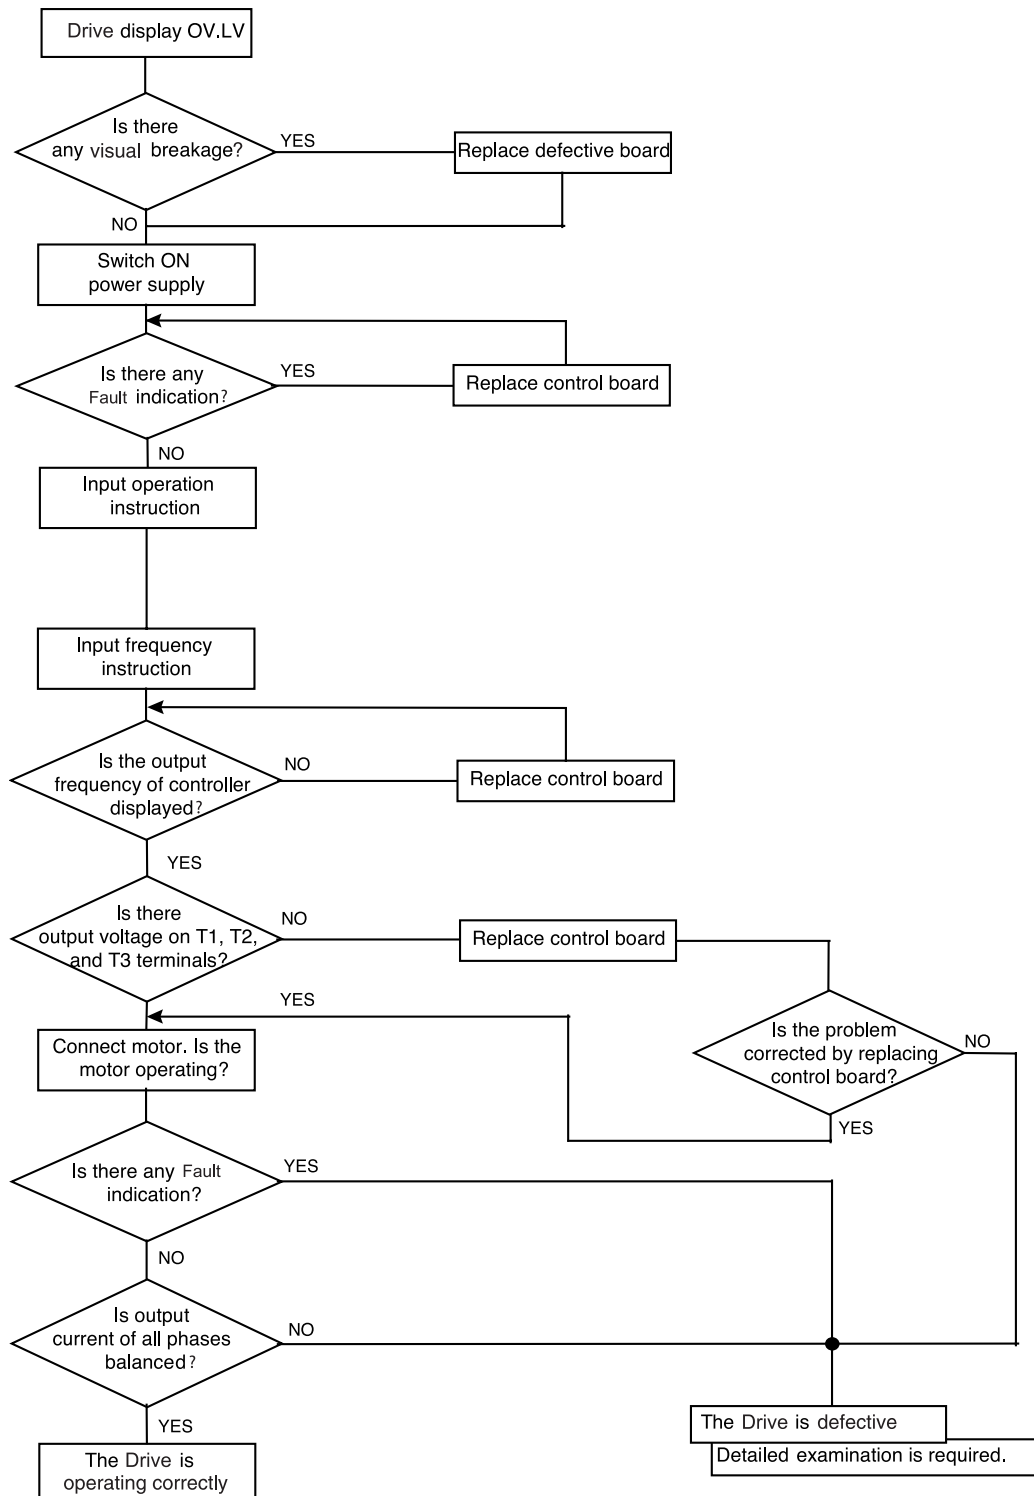 Drive display OV.LV
Is there
any visual breakage?
YES
Replace defective board
NO
Switch ON
power supply
Is there any
Fault indication?
YES
Replace control board
NO
Input operation
instruction
Input frequency
instruction
Is the output
frequency of controller
displayed?
NO
Replace control board
YES
Is there
output voltage on T1, T2,
and T3 terminals?
NO
Replace control board
YES
Connect motor. Is the
motor operating?
Is the problem
corrected by replacing
control board?
NO
YES
Is there any Fault
indication?
YES
NO
Is output
current of all phases
balanced?
NO
YES
The Drive is
operating correctly
The Drive is defective
Detailed examination is required.